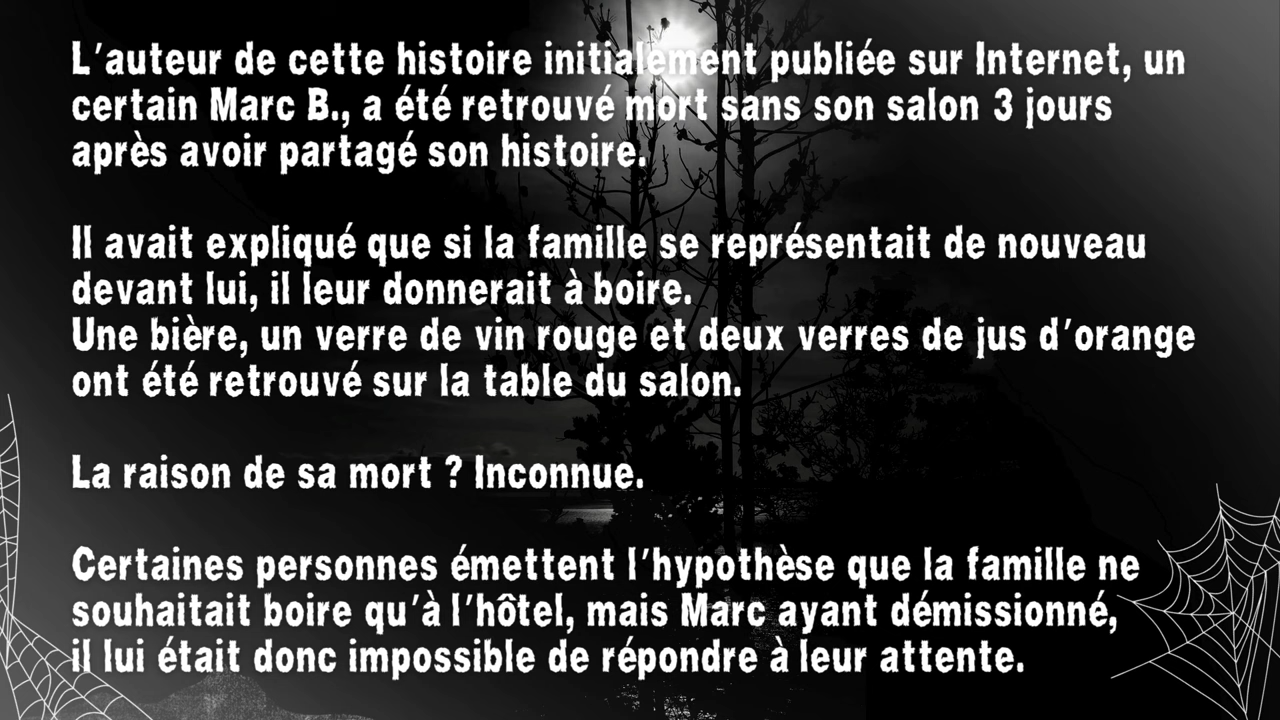 L'auteur de cette histoire initialement publiée sur Internet, un
certain Marc B., a été retrouvé mort sans son salon 3 jours
après avoir partagé son histoire.
Il avait expliqué que si la famille se représentait de nouveau
devant lui, il leur donnerait à boire.
Une bière, un verre de vin rouge et deux verres de jus d'orange
ont été retrouvé sur la table du salon.
La raison de sa mort ? Inconnue.
Certaines personnes émettent l'hypothèse que la famille ne
souhaitait boire qu'à l'hôtel, mais Marc ayant démissionné,
il lui était donc impossible de répondre à leur attente.